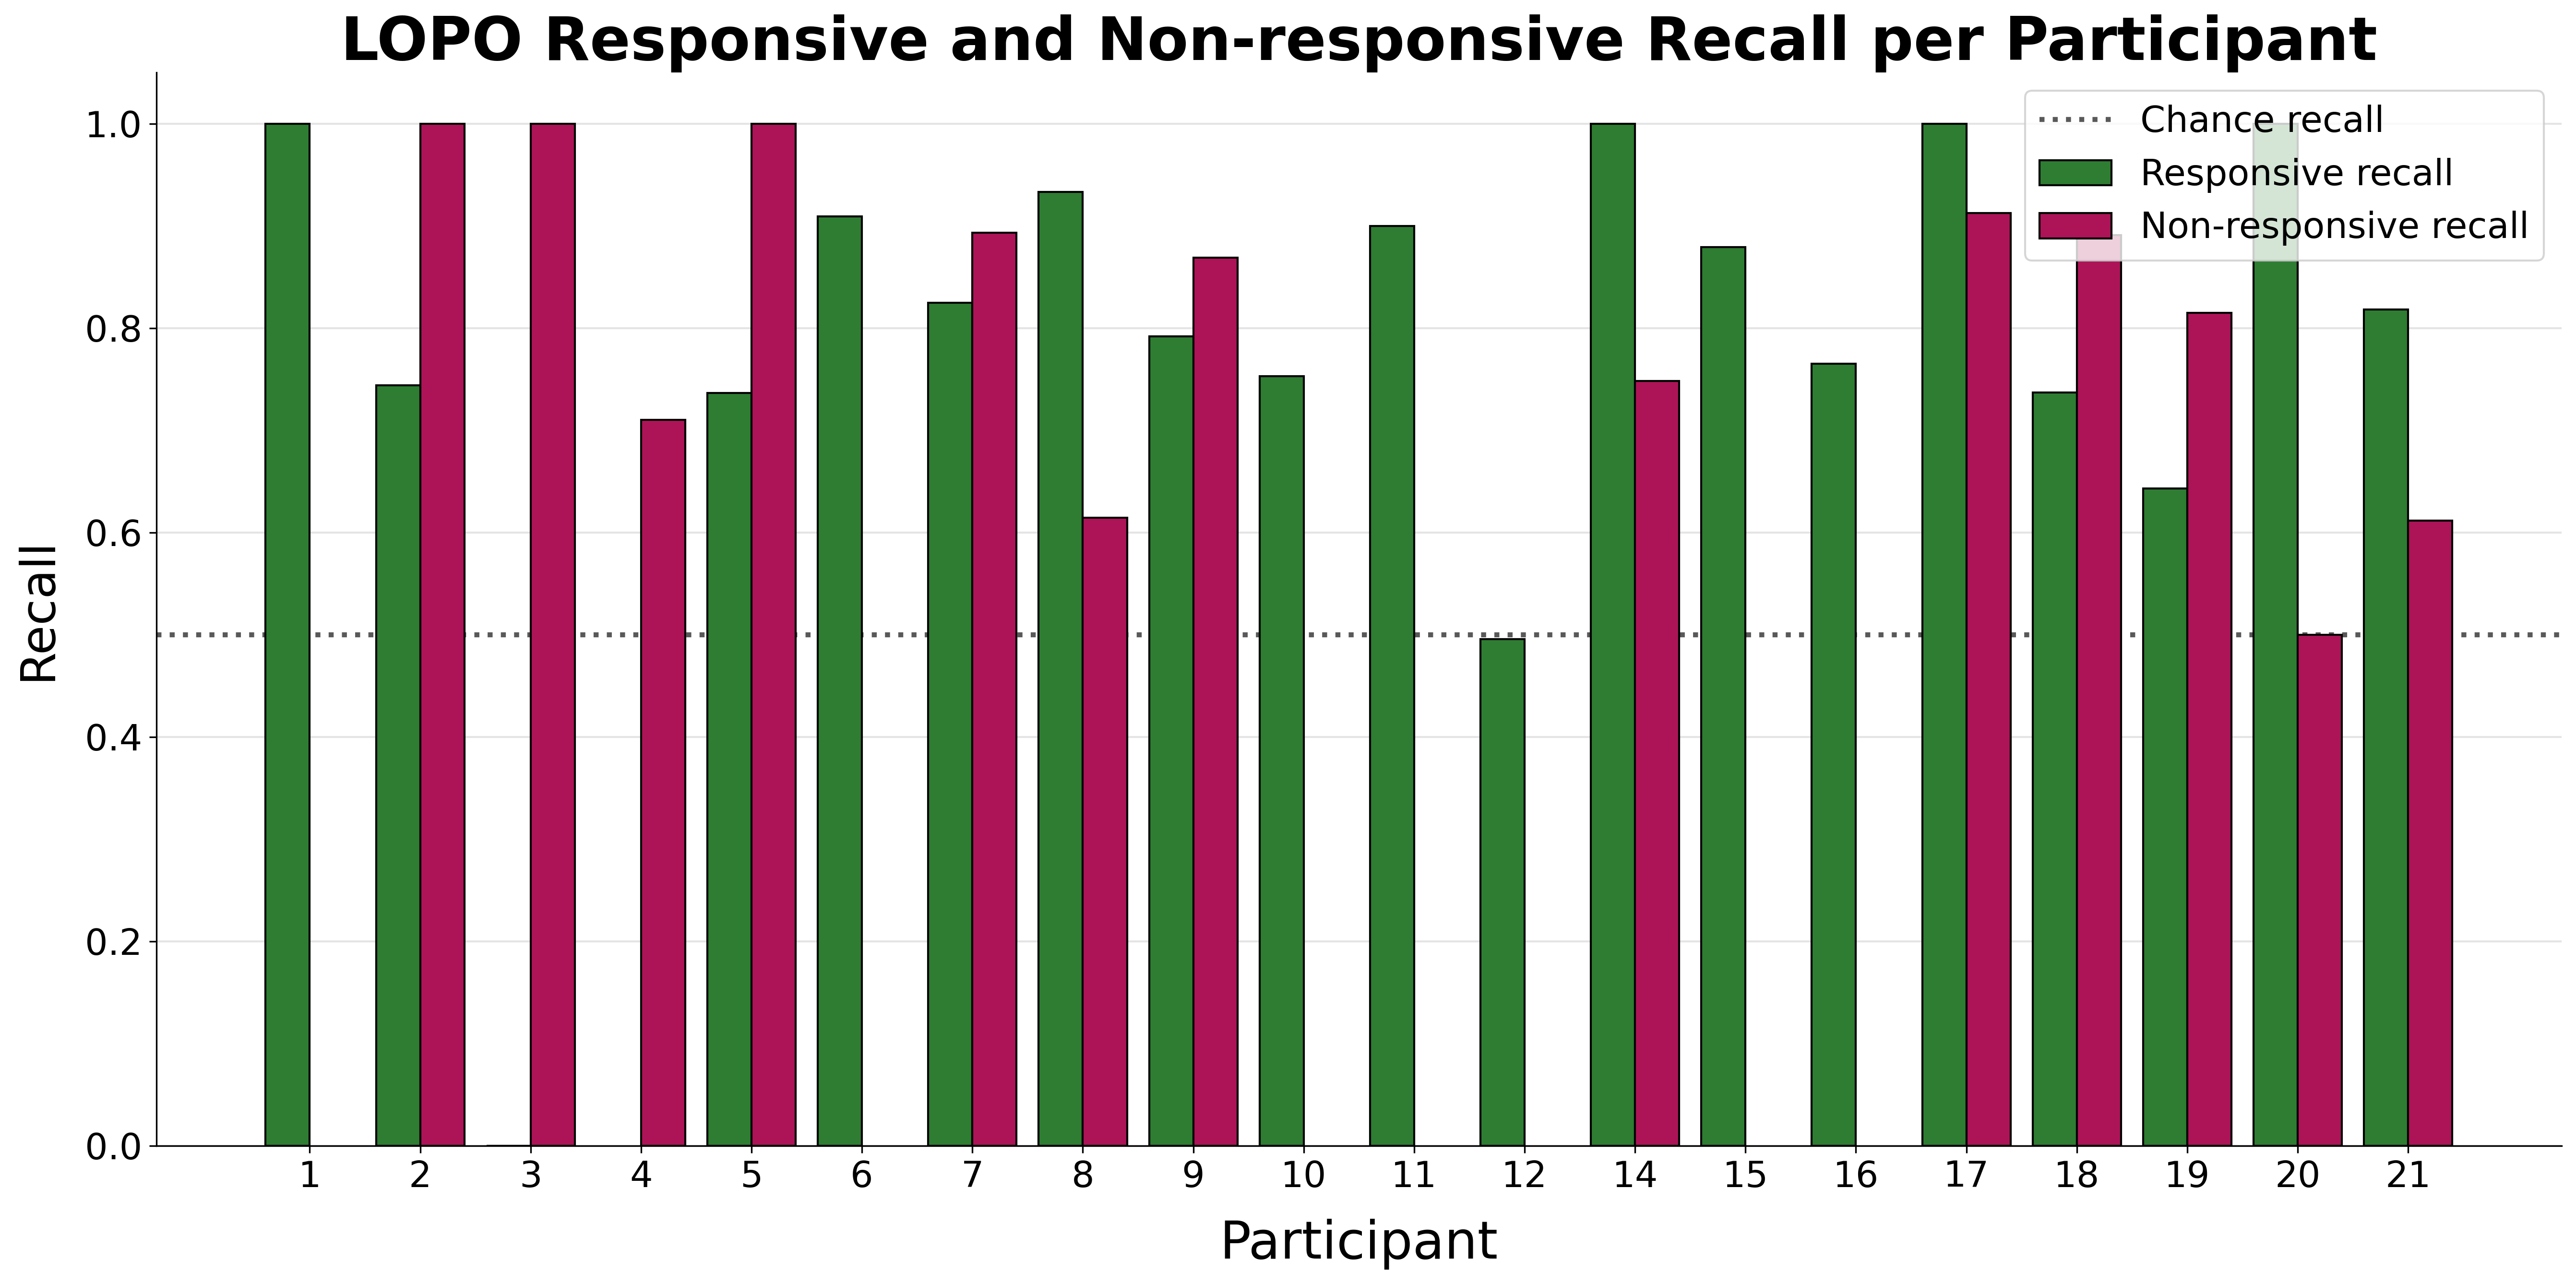 LOPO Responsive and Non-responsive Recall per Participant
Chance recall
Responsive recall
Non-responsive recall
Recall
1.0
0.8
0.6
0.4
0.2
0.0
1 2 3 4 5 6 7 8 9 10 11 12 14 15 16 17 18 19 20 21
Participant